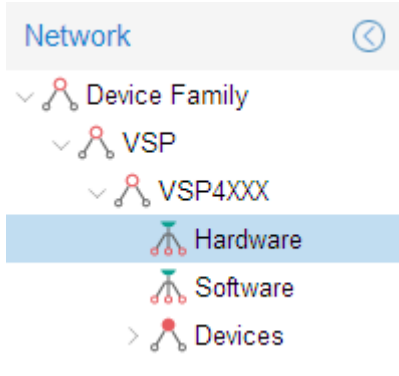 Network
Device Family
VSP
VSP4XXX
Hardware
Software
Devices